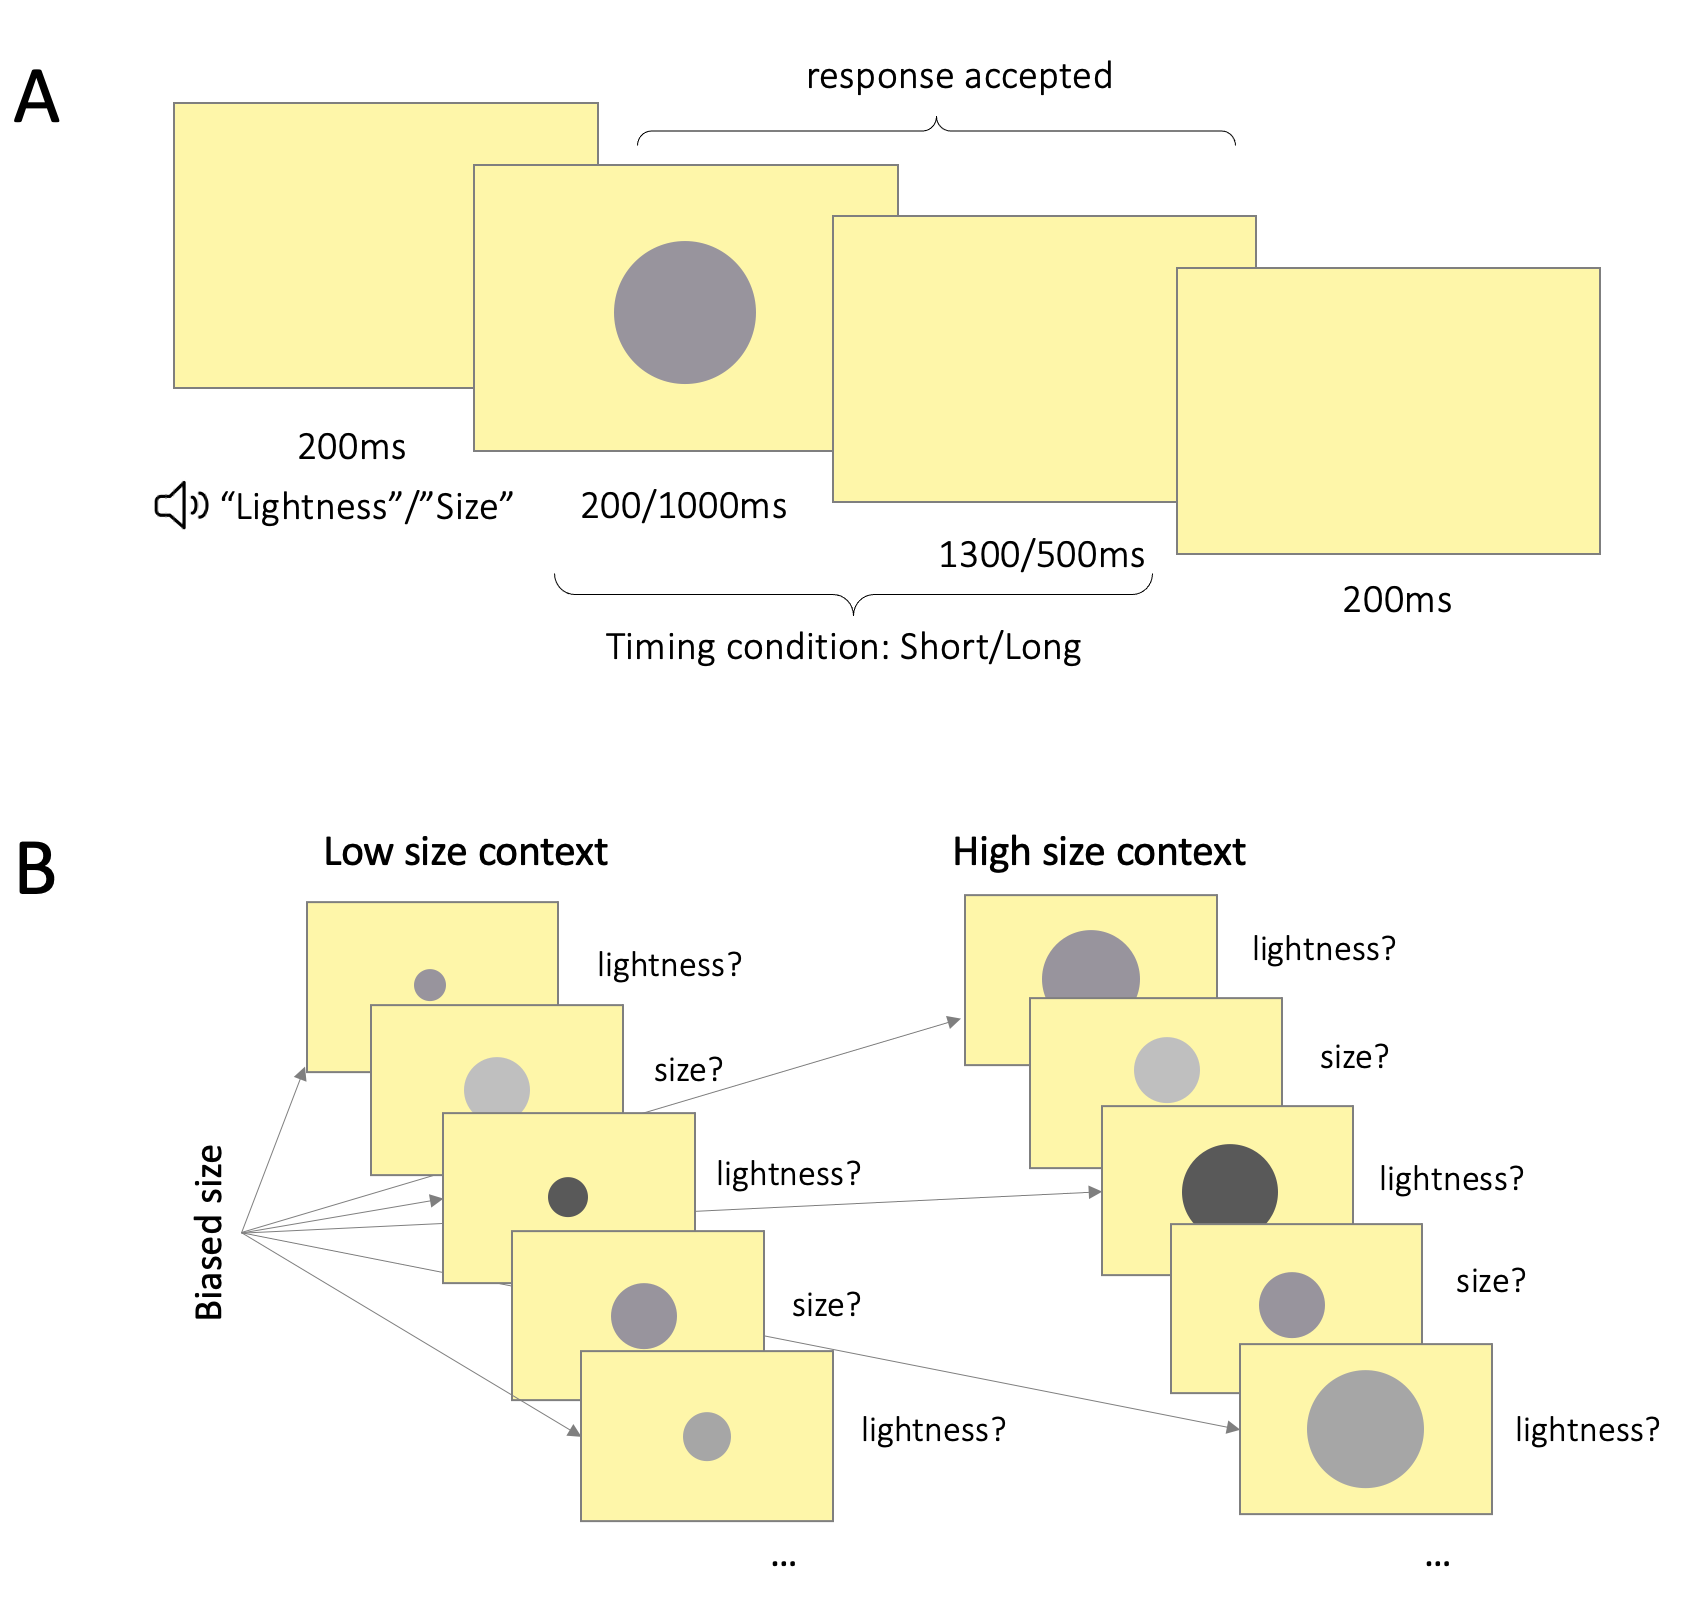 A
response accepted
200ms
“Lightness”/”Size”
200/1000ms
1300/500ms
200ms
Timing condition: Short/Long
B
Low size context
High size context
lightness?
size?
lightness?
size?
lightness?
Biased size
lightness?
size?
lightness?
size?
lightness?
...
...